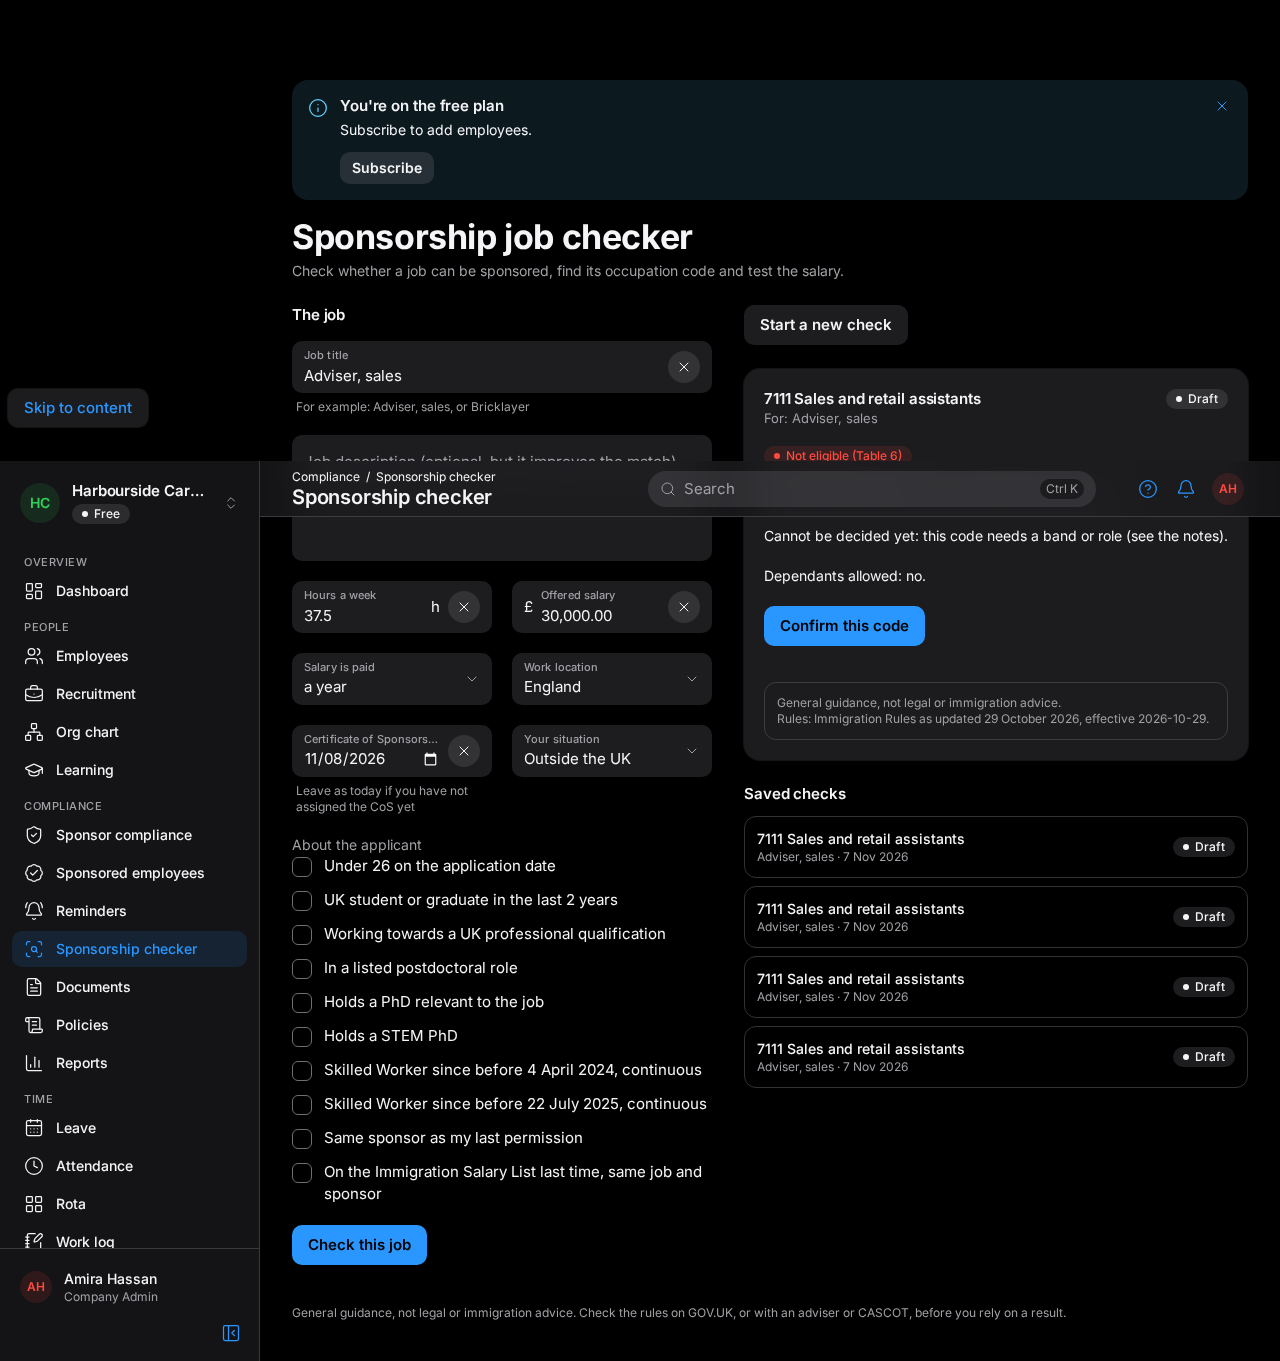 You're on the free plan
Subscribe to add employees.
Subscribe
Sponsorship job checker
Check whether a job can be sponsored, find its occupation code and test the salary.
The job
Job title
Adviser, sales
For example: Adviser, sales, or Bricklayer
Job description (optional, but it improves the match)
Hours a week
37.5
h
£
Offered salary
30,000.00
Salary is paid
a year
Work location
England
Certificate of Sponsors...
11/08/2026
Your situation
Outside the UK
Leave as today if you have not
assigned the CoS yet
About the applicant
Under 26 on the application date
UK student or graduate in the last 2 years
Working towards a UK professional qualification
In a listed postdoctoral role
Holds a PhD relevant to the job
Holds a STEM PhD
Skilled Worker since before 4 April 2024, continuous
Skilled Worker since before 22 July 2025, continuous
Same sponsor as my last permission
On the Immigration Salary List last time, same job and
sponsor
Check this job
Start a new check
7111 Sales and retail assistants
Draft
For: Adviser, sales
Not eligible (Table 6)
Cannot be decided yet: this code needs a band or role (see the notes).
Dependants allowed: no.
Confirm this code
General guidance, not legal or immigration advice.
Rules: Immigration Rules as updated 29 October 2026, effective 2026-10-29.
Saved checks
7111 Sales and retail assistants
Adviser, sales · 7 Nov 2026
Draft
7111 Sales and retail assistants
Adviser, sales · 7 Nov 2026
Draft
7111 Sales and retail assistants
Adviser, sales · 7 Nov 2026
Draft
7111 Sales and retail assistants
Adviser, sales · 7 Nov 2026
Draft
General guidance, not legal or immigration advice. Check the rules on GOV.UK, or with an adviser or CASCOT, before you rely on a result.
Skip to content
Compliance / Sponsorship checker
Sponsorship checker
Search
Ctrl K
AH
HC
Harbourside Car...
Free
OVERVIEW
Dashboard
PEOPLE
Employees
Recruitment
Org chart
Learning
COMPLIANCE
Sponsor compliance
Sponsored employees
Reminders
Sponsorship checker
Documents
Policies
Reports
TIME
Leave
Attendance
Rota
Work log
AH
Amira Hassan
Company Admin